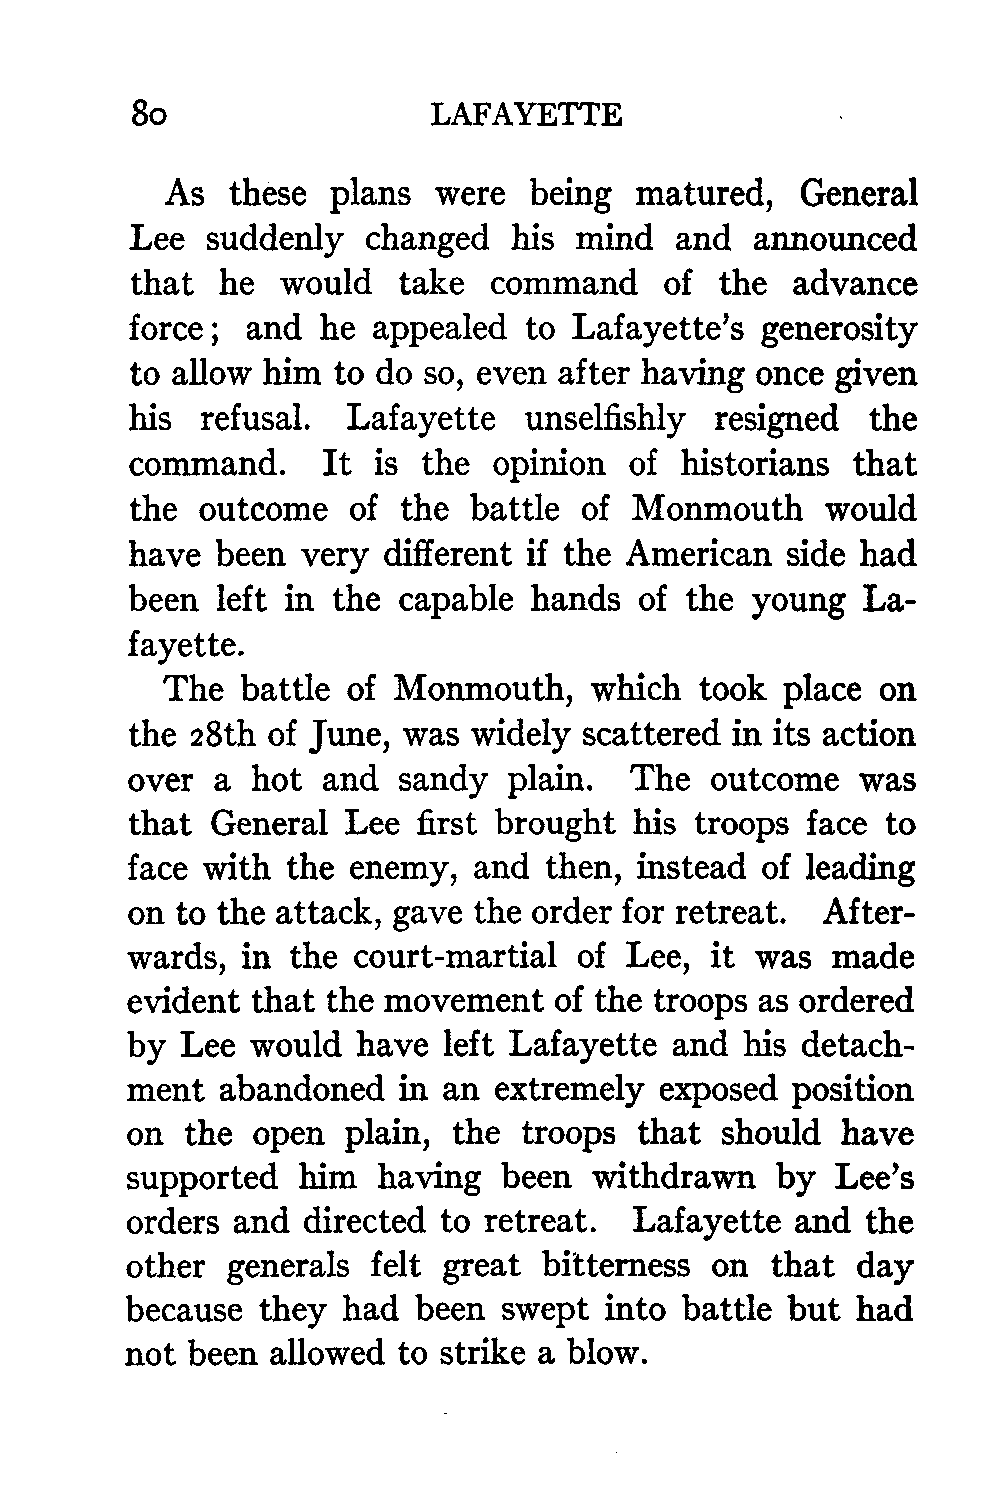 80 LAFAYETTE
As these plans were being matured, General
Lee suddenly changed his mind and announced
that he would take command of the advance
force; and he appealed to Lafayette's generosity
to allow him to do so, even after having once given
his refusal. Lafayette unselfishly resigned the
command. It is the opinion of historians that
the outcome of the battle of Monmouth would
have been very different if the American side had
been left in the capable hands of the young La-
fayette.
The battle of Monmouth, which took place on
the 28th of June, was widely scattered in its action
over a hot and sandy plain. The outcome was
that General Lee first brought his troops face to
face with the enemy, and then, instead of leading
on to the attack, gave the order for retreat. After-
wards, in the court-martial of Lee, it was made
evident that the movement of the troops as ordered
by Lee would have left Lafayette and his detach-
ment abandoned in an extremely exposed position
on the open plain, the troops that should have
supported him having been withdrawn by Lee's
orders and directed to retreat. Lafayette and the
other generals felt great bitterness on that day
because they had been swept into battle but had
not been allowed to strike a blow.